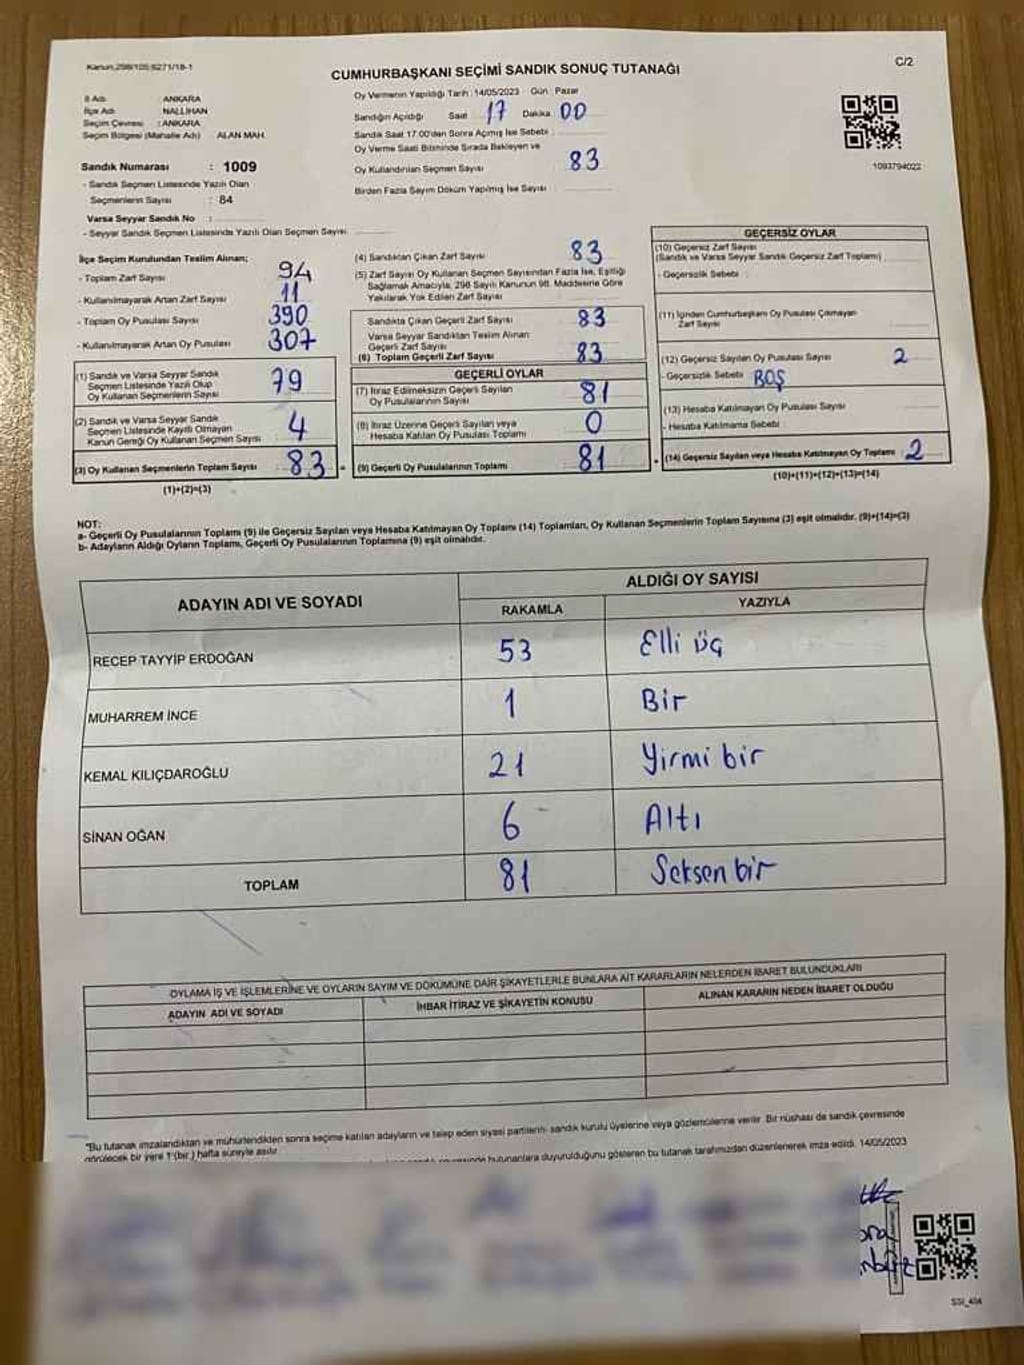 Kanun,298/105;6271/18-1
C/2
CUMHURBAŞKANI SEÇİMİ SANDIK SONUÇ TUTANAĞI
İl Adı : ANKARA
İlçe Adı : NALLIHAN
Seçim Çevresi : ANKARA
Seçim Bölgesi (Mahalle Adı) ALAN MAH.
Sandık Numarası : 1009
- Sandık Seçmen Listesinde Yazılı Olan
Seçmenlerin Sayısı : 84
Varsa Seyyar Sandık No :
- Seyyar Sandık Seçmen Listesinde Yazılı Olan Seçmen Sayısı
Oy Vermenin Yapıldığı Tarih :14/05/2023 Gün : Pazar
Sandığın Açıldığı Saat 17 Dakika 00
Sandık Saat 17.00'den Sonra Açılmış İse Sebebi :
Oy Verme Saati Bitiminde Sırada Bekleyen ve
Oy Kullandırılan Seçmen Sayısı 83
Birden Fazla Sayım Döküm Yapılmış İse Sayısı
1093794022
İlçe Seçim Kurulundan Teslim Alınan;
- Toplam Zarf Sayısı 94
- Kullanılmayarak Artan Zarf Sayısı 11
- Toplam Oy Pusulası Sayısı 390
- Kullanılmayarak Artan Oy Pusulası 307
(1) Sandık ve Varsa Seyyar Sandık
Seçmen Listesinde Yazılı Olup
Oy Kullanan Seçmenlerin Sayısı 79
(2) Sandık ve Varsa Seyyar Sandık
Seçmen Listesinde Kayıtlı Olmayan
Kanun Gereği Oy Kullanan Seçmen Sayısı 4
(3) Oy Kullanan Seçmenlerin Toplam Sayısı 83
(1)+(2)=(3)
(4) Sandıktan Çıkan Zarf Sayısı 83
(5) Zarf Sayısı Oy Kullanan Seçmen Sayısından Fazla İse, Eşitliği
Sağlamak Amacıyla, 298 Sayılı Kanunun 98. Maddesine Göre
Yakılarak Yok Edilen Zarf Sayısı
Sandıkta Çıkan Geçerli Zarf Sayısı 83
Varsa Seyyar Sandıktan Teslim Alınan
Geçerli Zarf Sayısı
(6) Toplam Geçerli Zarf Sayısı 83
GEÇERLİ OYLAR
(7) İtiraz Edilmeksizin Geçerli Sayılan
Oy Pusulalarının Sayısı 81
(8) İtiraz Üzerine Geçerli Sayılan veya
Hesaba Katılan Oy Pusulası Toplamı 0
= (9) Geçerli Oy Pusulalarının Toplamı 81
GEÇERSİZ OYLAR
(10) Geçersiz Zarf Sayısı
(Sandık ve Varsa Seyyar Sandık Geçersiz Zarf Toplamı)
- Geçersizlik Sebebi :
(11) İçinden Cumhurbaşkanı Oy Pusulası Çıkmayan
Zarf Sayısı
(12) Geçersiz Sayılan Oy Pusulası Sayısı 2
- Geçersizlik Sebebi BOŞ
(13) Hesaba Katılmayan Oy Pusulası Sayısı
- Hesaba Katılmama Sebebi :
+ (14) Geçersiz Sayılan veya Hesaba Katılmayan Oy Toplamı 2
(10)+(11)+(12)+(13)=(14)
NOT:
a- Geçerli Oy Pusulalarının Toplamı (9) ile Geçersiz Sayılan veya Hesaba Katılmayan Oy Toplamı (14) Toplamları, Oy Kullanan Seçmenlerin Toplam Sayısına (3) eşit olmalıdır. (9)+(14)=(3)
b- Adayların Aldığı Oyların Toplamı, Geçerli Oy Pusulalarının Toplamına (9) eşit olmalıdır.
ADAYIN ADI VE SOYADI
ALDIĞI OY SAYISI
RAKAMLA YAZIYLA
RECEP TAYYİP ERDOĞAN 53 Elli üç
MUHARREM İNCE 1 Bir
KEMAL KILIÇDAROĞLU 21 Yirmi bir
SİNAN OĞAN 6 Altı
TOPLAM 81 Seksen bir
OYLAMA İŞ VE İŞLEMLERİNE VE OYLARIN SAYIM VE DÖKÜMÜNE DAİR ŞİKAYETLERLE BUNLARA AİT KARARLARIN NELERDEN İBARET BULUNDUKLARI
ADAYIN ADI VE SOYADI İHBAR İTİRAZ VE ŞİKAYETİN KONUSU ALINAN KARARIN NEDEN İBARET OLDUĞU
"Bu tutanak imzalandıktan ve mühürlendikten sonra seçime katılan adayların ve talep eden siyasi partilerin sandık kurulu üyelerine veya gözlemcilerine verilir. Bir nüshası da sandık çevresinde
görülecek bir yere 1 (bir) hafta süreyle asılır.
duyurulduğunu gösteren bu tutanak tarafımızdan düzenlenerek imza edildi. 14/05/2023
SSI_404